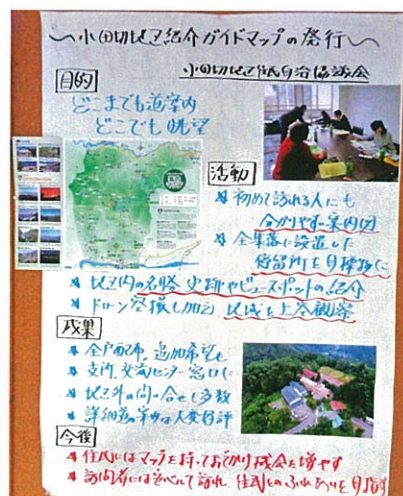 〜小田切地区紹介ガイドマップの発行〜
小田切地区住民自治協議会
目的
どこまでも道案内
どこでも眺望
活動
初めて訪れる人にも
分かりやすい案内図
全集落に設置した
停留所を目標物に
地区内の名勝 史跡やビュースポットの紹介
ドローン空撮も加え 地域を上空観察
成果
全戸配布。追加希望も
支所、交流センター窓口に
地区外の問い合せも多数
詳細道の案内は大変好評
今後
住民にはマップを持っておでかけ機会を増やす
訪問者には
訪れ、住民とのふれあいを目指す